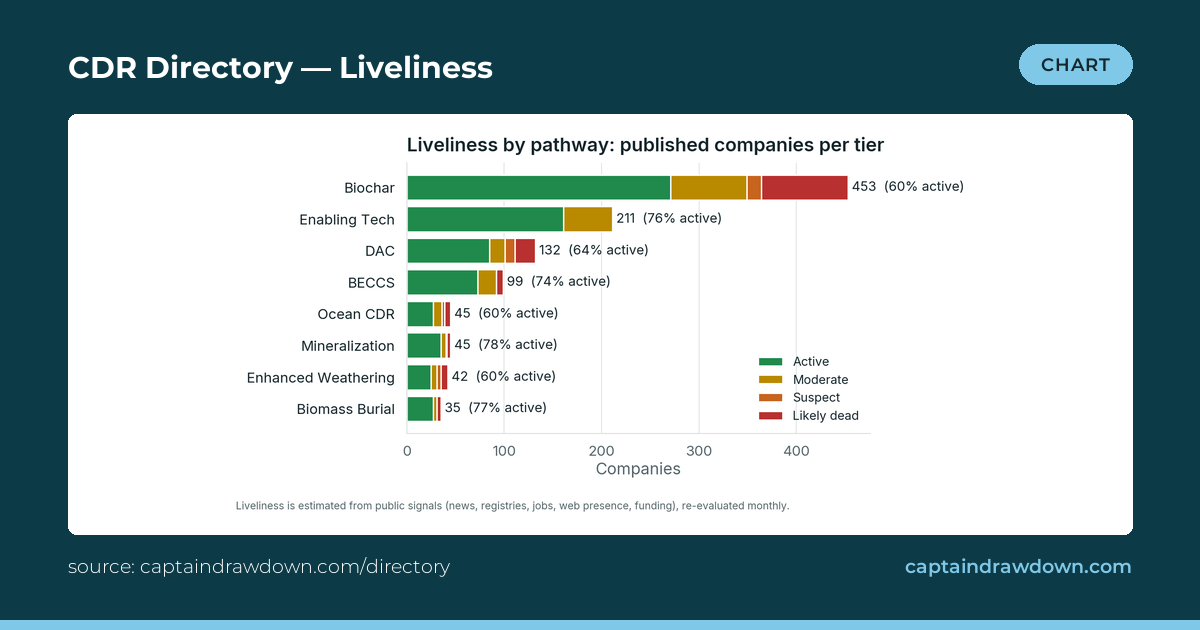 CDR Directory — Liveliness
CHART
Liveliness by pathway: published companies per tier
Biochar 453 (60% active)
Enabling Tech 211 (76% active)
DAC 132 (64% active)
BECCS 99 (74% active)
Ocean CDR 45 (60% active)
Mineralization 45 (78% active)
Enhanced Weathering 42 (60% active)
Biomass Burial 35 (77% active)
Active
Moderate
Suspect
Likely dead
0 100 200 300 400
Companies
Liveliness is estimated from public signals (news, registries, jobs, web presence, funding), re-evaluated monthly.
source: captaindrawdown.com/directory
captaindrawdown.com